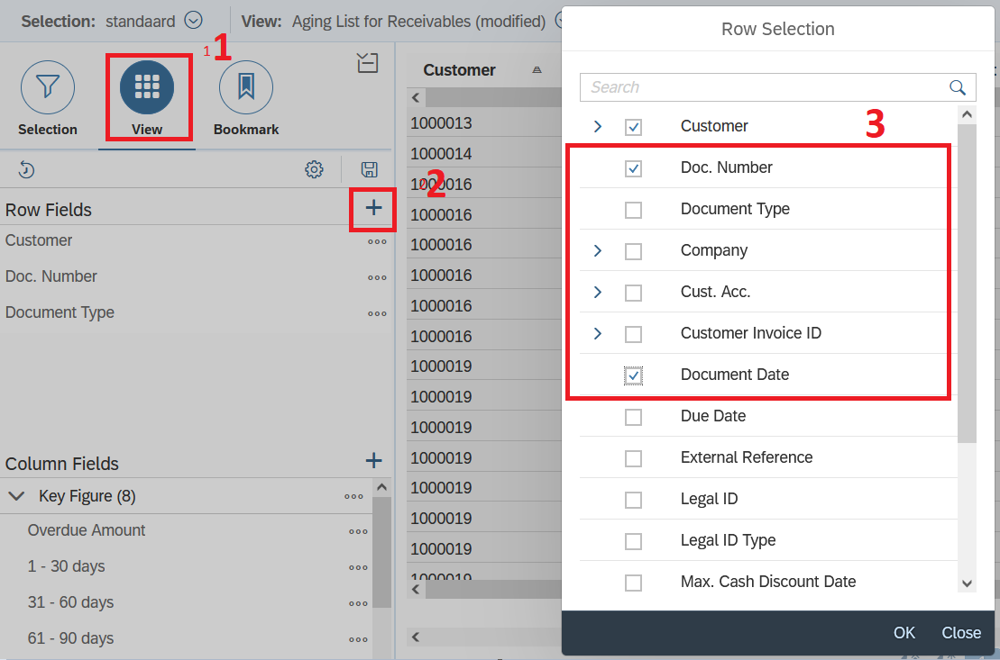 Selection: standaard View: Aging List for Receivables (modified)
1 1
Selection View Bookmark
Row Fields
2 2
Customer
Doc. Number
Document Type
Column Fields
Key Figure (8)
Overdue Amount
1 - 30 days
31 - 60 days
61 - 90 days
Customer
1000013
1000014
1000016
1000016
1000016
1000016
1000016
1000016
1000019
1000019
1000019
1000019
1000019
1000019
1000019
1000019
Row Selection
Search
3
Customer
Doc. Number
Document Type
Company
Cust. Acc.
Customer Invoice ID
Document Date
Due Date
External Reference
Legal ID
Legal ID Type
Max. Cash Discount Date
OK Close